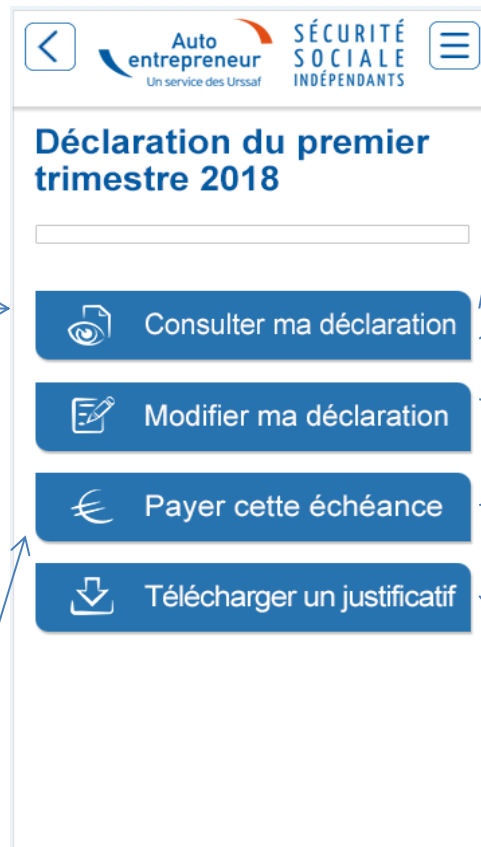 Auto
entrepreneur
Un service des Urssaf
SÉCURITÉ
SOCIALE
INDÉPENDANTS
Déclaration du premier
trimestre 2018
Consulter ma déclaration
Modifier ma déclaration
Payer cette échéance
Télécharger un justificatif